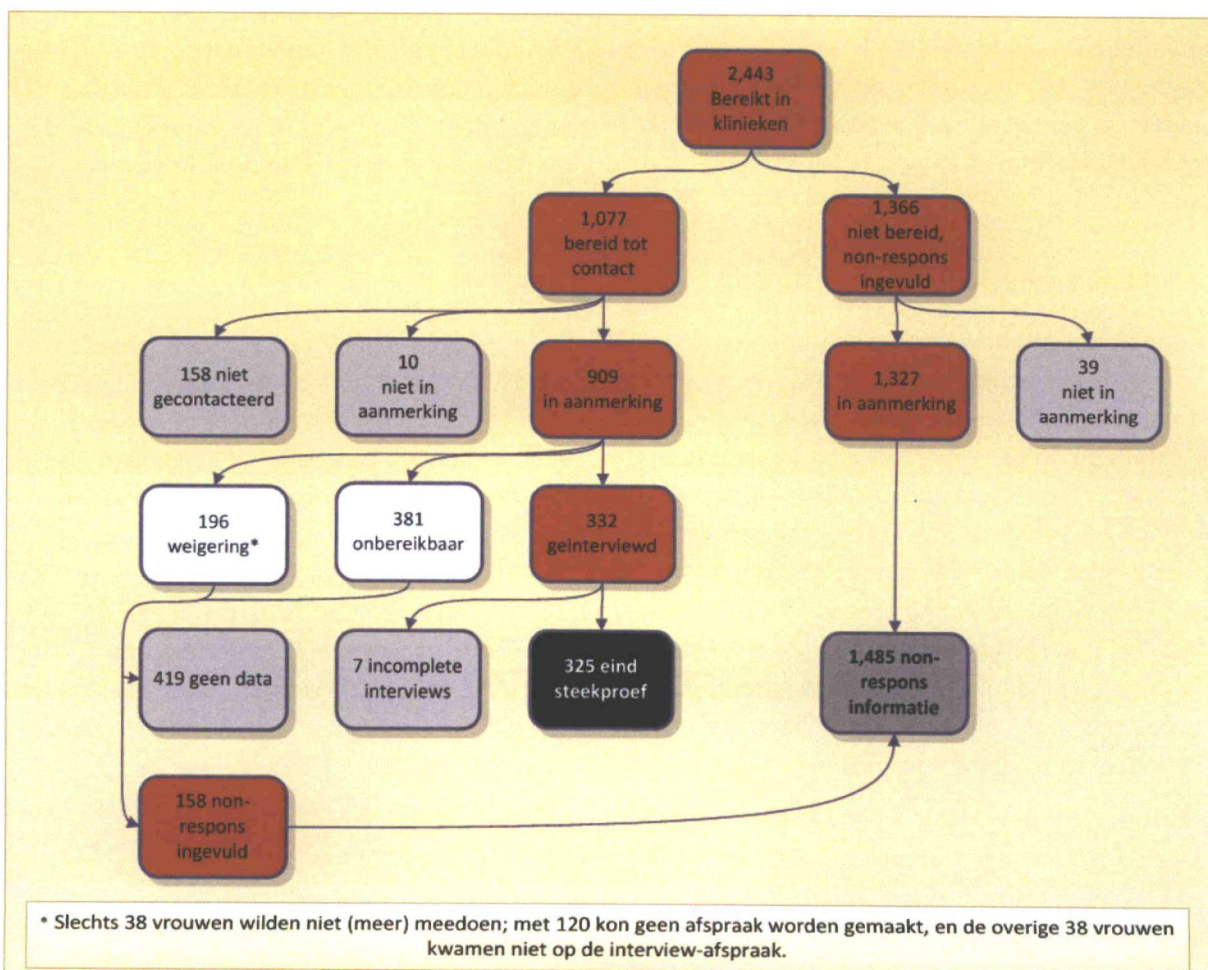 2,443
Bereikt in
klinieken
1,077
bereid tot
contact
1,366
niet bereid,
non-respons
ingevuld
158 niet
gecontacteerd
10
niet in
aanmerking
909
in aanmerking
1,327
in aanmerking
39
niet in
aanmerking
196
weigering*
381
onbereikbaar
332
geinterviewd
419 geen data
7 incomplete
interviews
325 eind
steekproef
1,485 non-
respons
informatie
158 non-
respons
ingevuld
* Slechts 38 vrouwen wilden niet (meer) meedoen; met 120 kon geen afspraak worden gemaakt, en de overige 38 vrouwen
kwamen niet op de interview-afspraak.